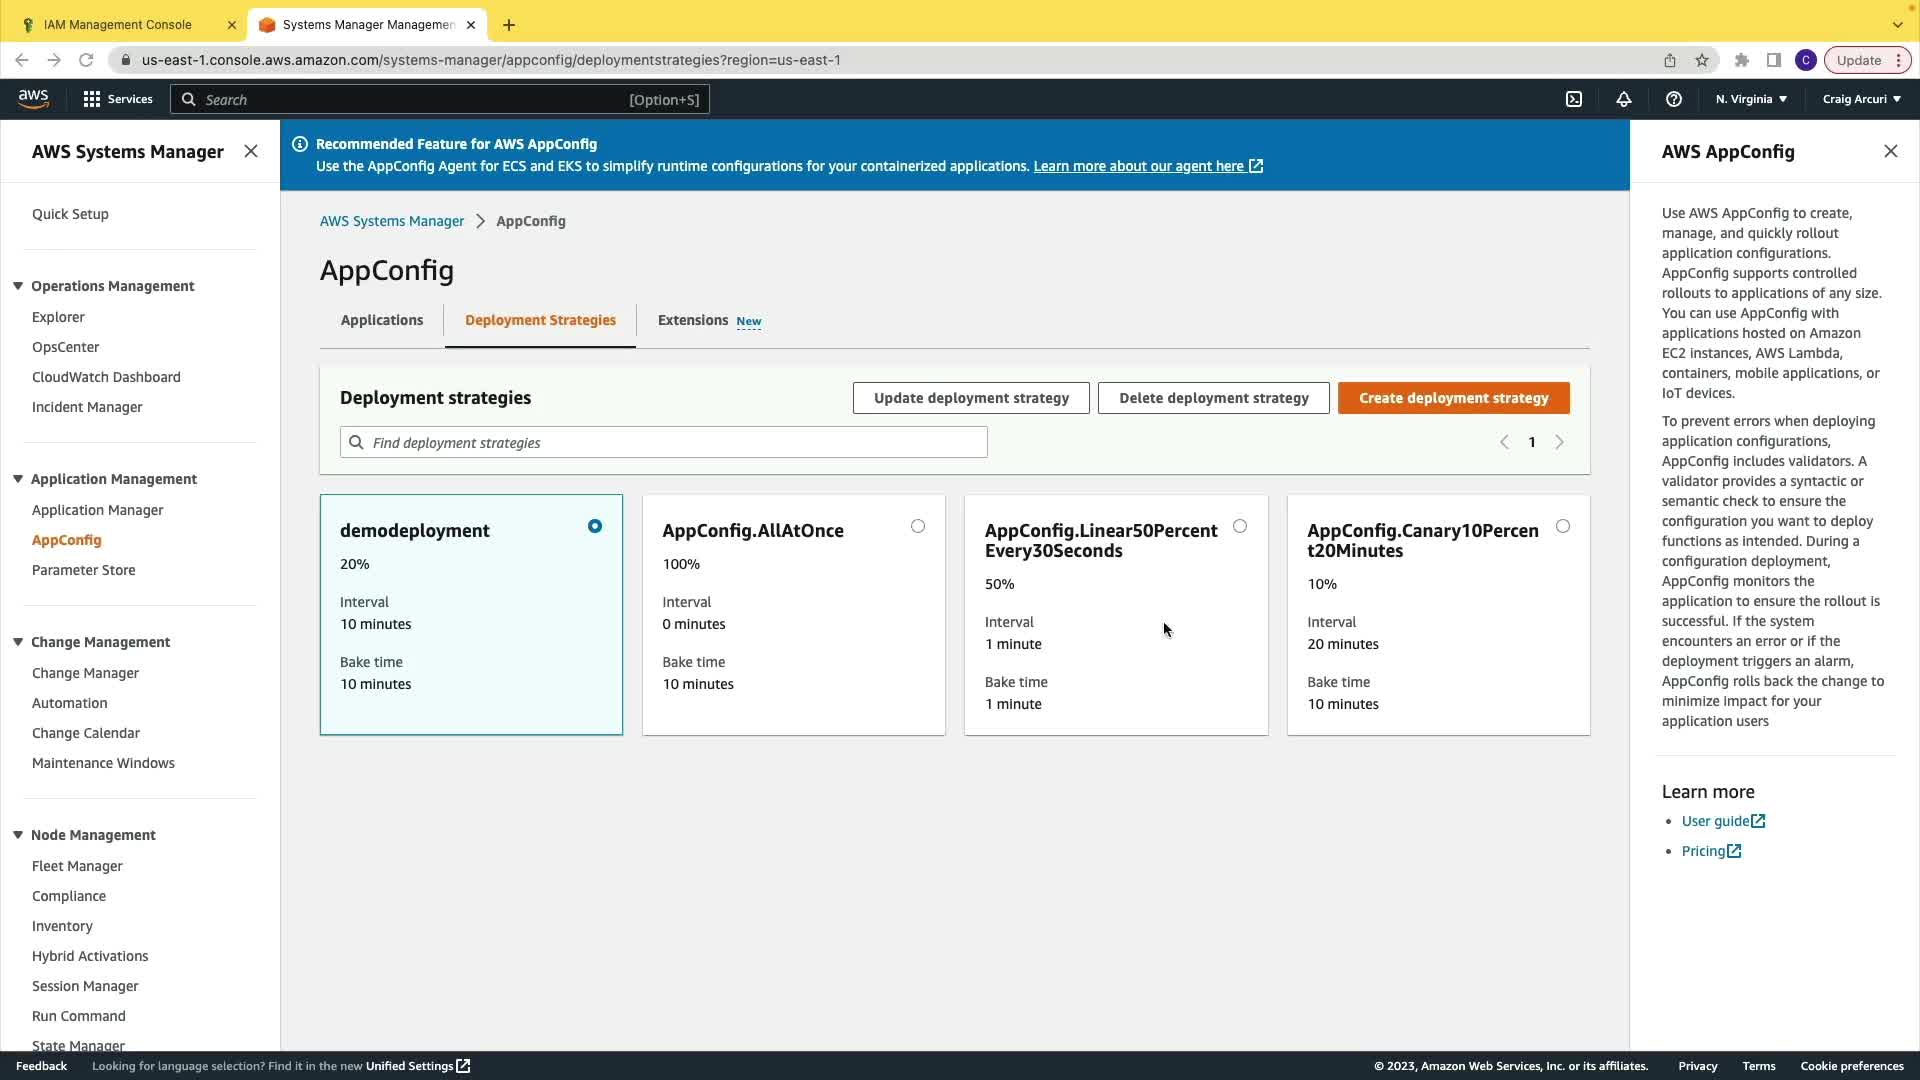 IAM Management Console
Systems Manager Managemen
us-east-1.console.aws.amazon.com/systems-manager/appconfig/deploymentstrategies?region=us-east-1
C
Update
aws
Services
Search
[Option+S]
N. Virginia
Craig Arcuri
AWS Systems Manager
Quick Setup
Operations Management
Explorer
OpsCenter
CloudWatch Dashboard
Incident Manager
Application Management
Application Manager
AppConfig
Parameter Store
Change Management
Change Manager
Automation
Change Calendar
Maintenance Windows
Node Management
Fleet Manager
Compliance
Inventory
Hybrid Activations
Session Manager
Run Command
State Manager
Recommended Feature for AWS AppConfig
Use the AppConfig Agent for ECS and EKS to simplify runtime configurations for your containerized applications. Learn more about our agent here
AWS Systems Manager > AppConfig
AppConfig
Applications
Deployment Strategies
Extensions New
Deployment strategies
Update deployment strategy
Delete deployment strategy
Create deployment strategy
Find deployment strategies
1
demodeployment
20%
Interval
10 minutes
Bake time
10 minutes
AppConfig.AllAtOnce
100%
Interval
0 minutes
Bake time
10 minutes
AppConfig.Linear50Percent
Every30Seconds
50%
Interval
1 minute
Bake time
1 minute
AppConfig.Canary10Percen
t20Minutes
10%
Interval
20 minutes
Bake time
10 minutes
AWS AppConfig
Use AWS AppConfig to create,
manage, and quickly rollout
application configurations.
AppConfig supports controlled
rollouts to applications of any size.
You can use AppConfig with
applications hosted on Amazon
EC2 instances, AWS Lambda,
containers, mobile applications, or
IoT devices.
To prevent errors when deploying
application configurations,
AppConfig includes validators. A
validator provides a syntactic or
semantic check to ensure the
configuration you want to deploy
functions as intended. During a
configuration deployment,
AppConfig monitors the
application to ensure the rollout is
successful. If the system
encounters an error or if the
deployment triggers an alarm,
AppConfig rolls back the change to
minimize impact for your
application users
Learn more
User guide
Pricing
Feedback
Looking for language selection? Find it in the new Unified Settings
© 2023, Amazon Web Services, Inc. or its affiliates.
Privacy
Terms
Cookie preferences